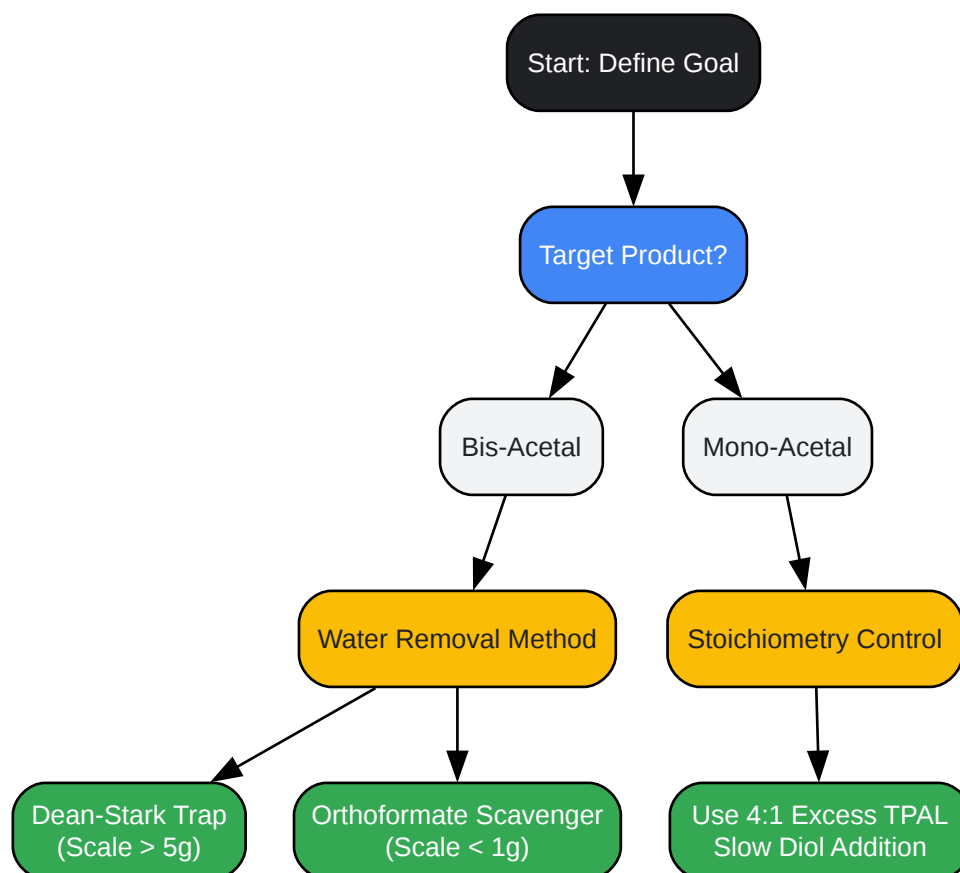 Start: Define Goal
Target Product?
Bis-Acetal
Mono-Acetal
Water Removal Method
Stoichiometry Control
Dean-Stark Trap
(Scale > 5g)
Orthoformate Scavenger
(Scale < 1g)
Use 4:1 Excess TPAL
Slow Diol Addition